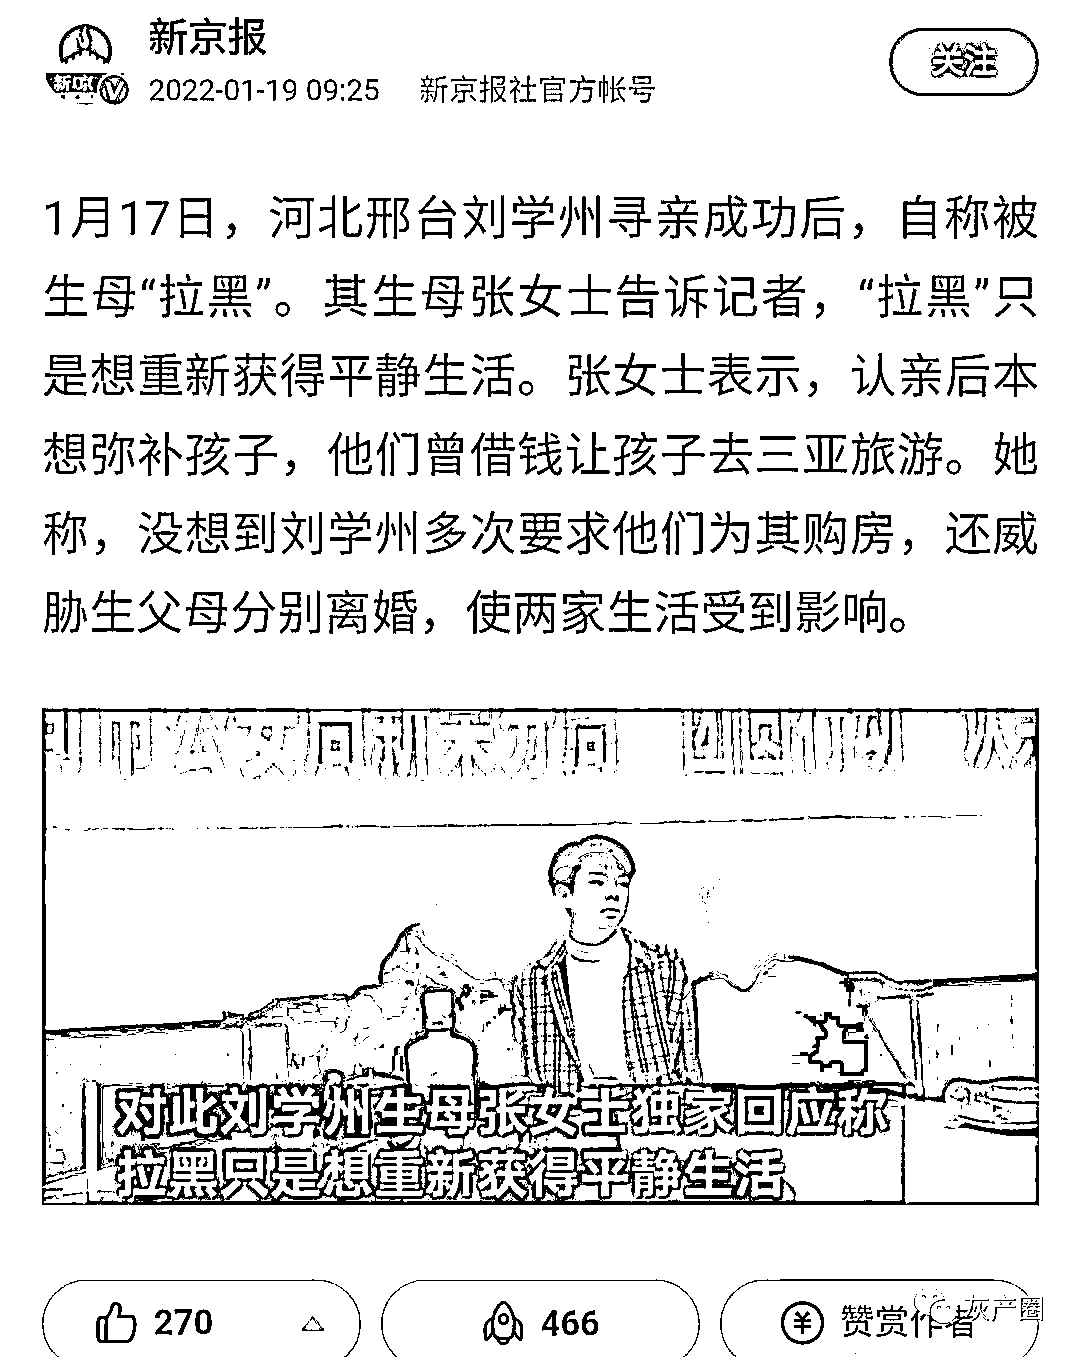 新京报
2022-01-19 09:25 新京报社官方帐号
关注
1月17日，河北邢台刘学州寻亲成功后，自称被
生母“拉黑”。其生母张女士告诉记者，“拉黑”只
是想重新获得平静生活。张女士表示，认亲后本
想弥补孩子，他们曾借钱让孩子去三亚旅游。她
称，没想到刘学州多次要求他们为其购房，还威
胁生父母分别离婚，使两家生活受到影响。
对此刘学州生母张女士独家回应称
拉黑只是想重新获得平静生活
270
466
赞赏作者
灰产圈